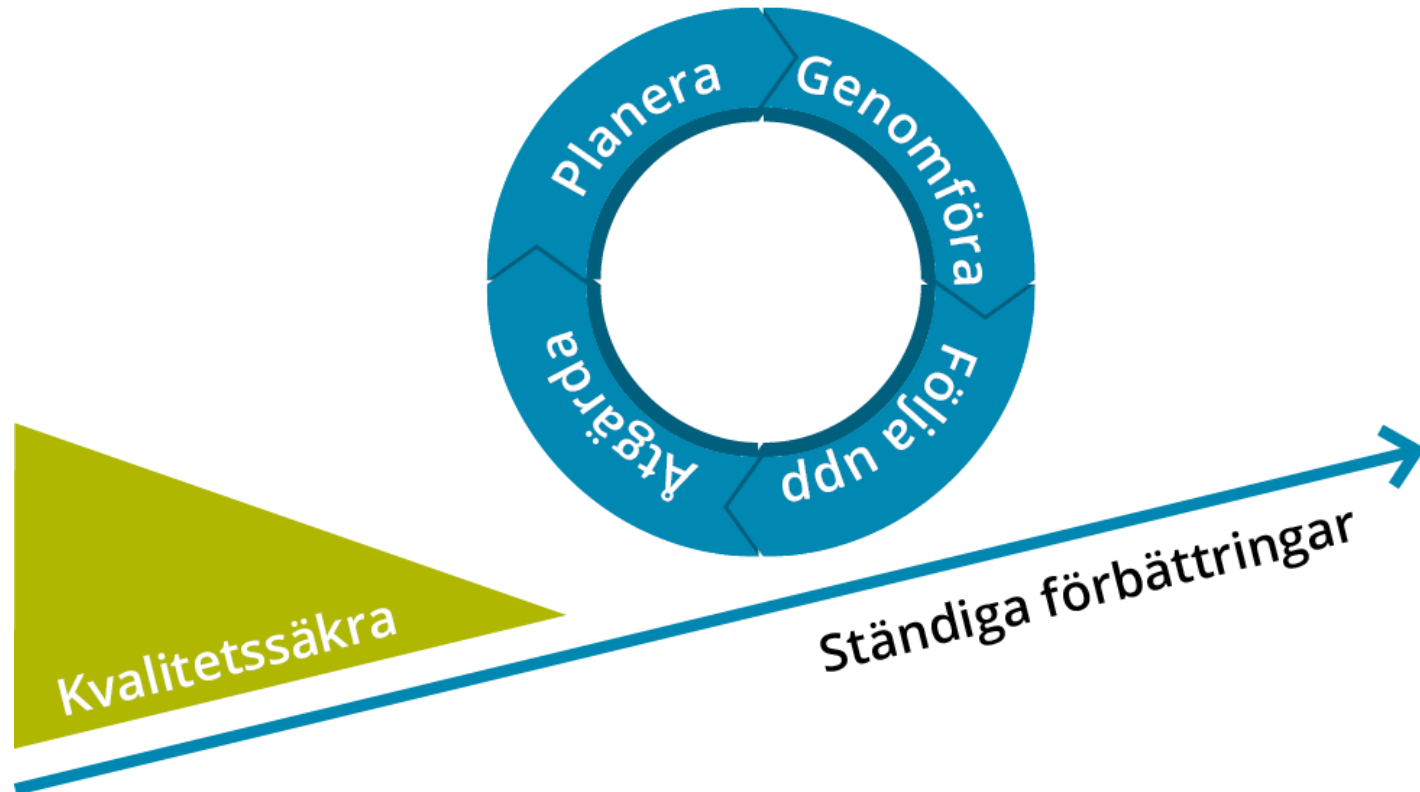 Planera
Genomföra
Följa upp
Åtgärda
Kvalitetssäkra
Ständiga förbättringar